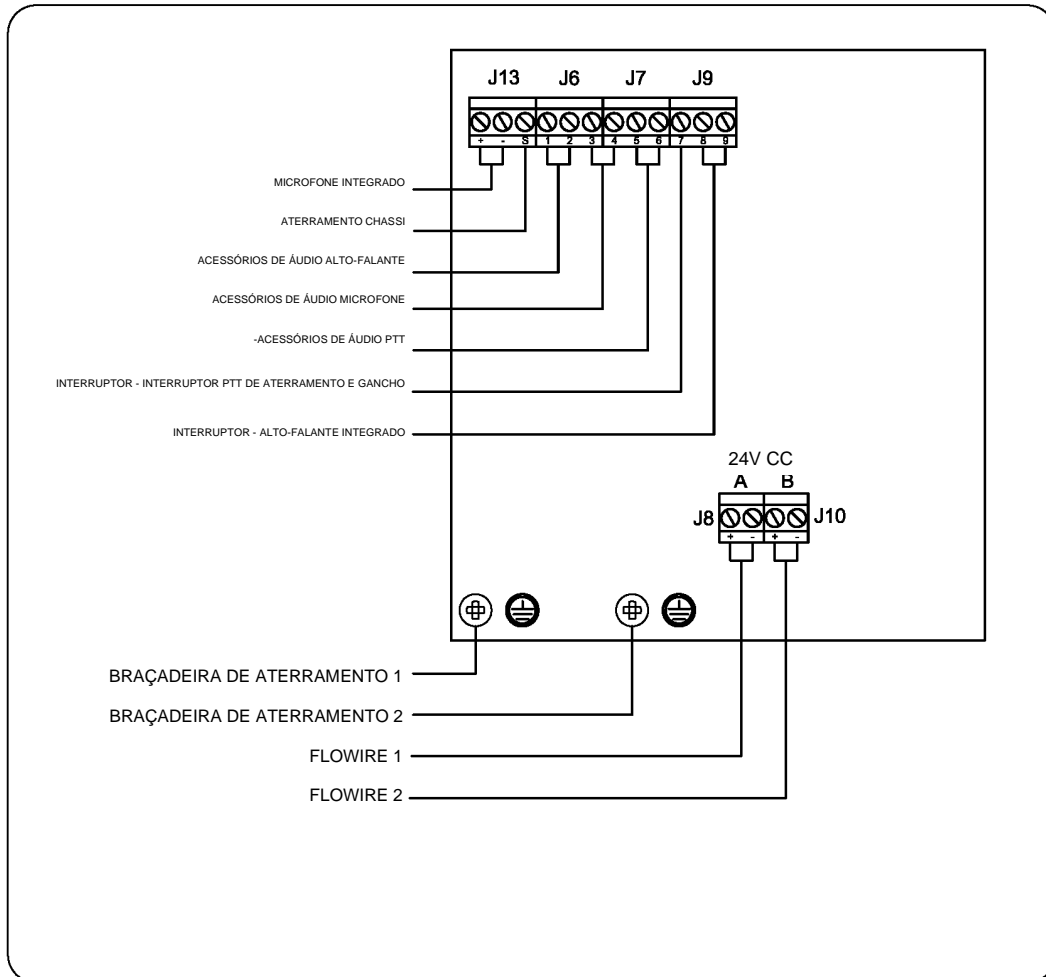 J13 J6 J7 J9
+ - S 1 2 3 4 5 6 7 8 9
MICROFONE INTEGRADO
ATERRAMENTO CHASSI
ACESSÓRIOS DE ÁUDIO ALTO-FALANTE
ACESSÓRIOS DE ÁUDIO MICROFONE
-ACESSÓRIOS DE ÁUDIO PTT
INTERRUPTOR - INTERRUPTOR PTT DE ATERRAMENTO E GANCHO
INTERRUPTOR - ALTO-FALANTE INTEGRADO
24V CC
A B
J8 J10
+ - + -
BRAÇADEIRA DE ATERRAMENTO 1
BRAÇADEIRA DE ATERRAMENTO 2
FLOWIRE 1
FLOWIRE 2